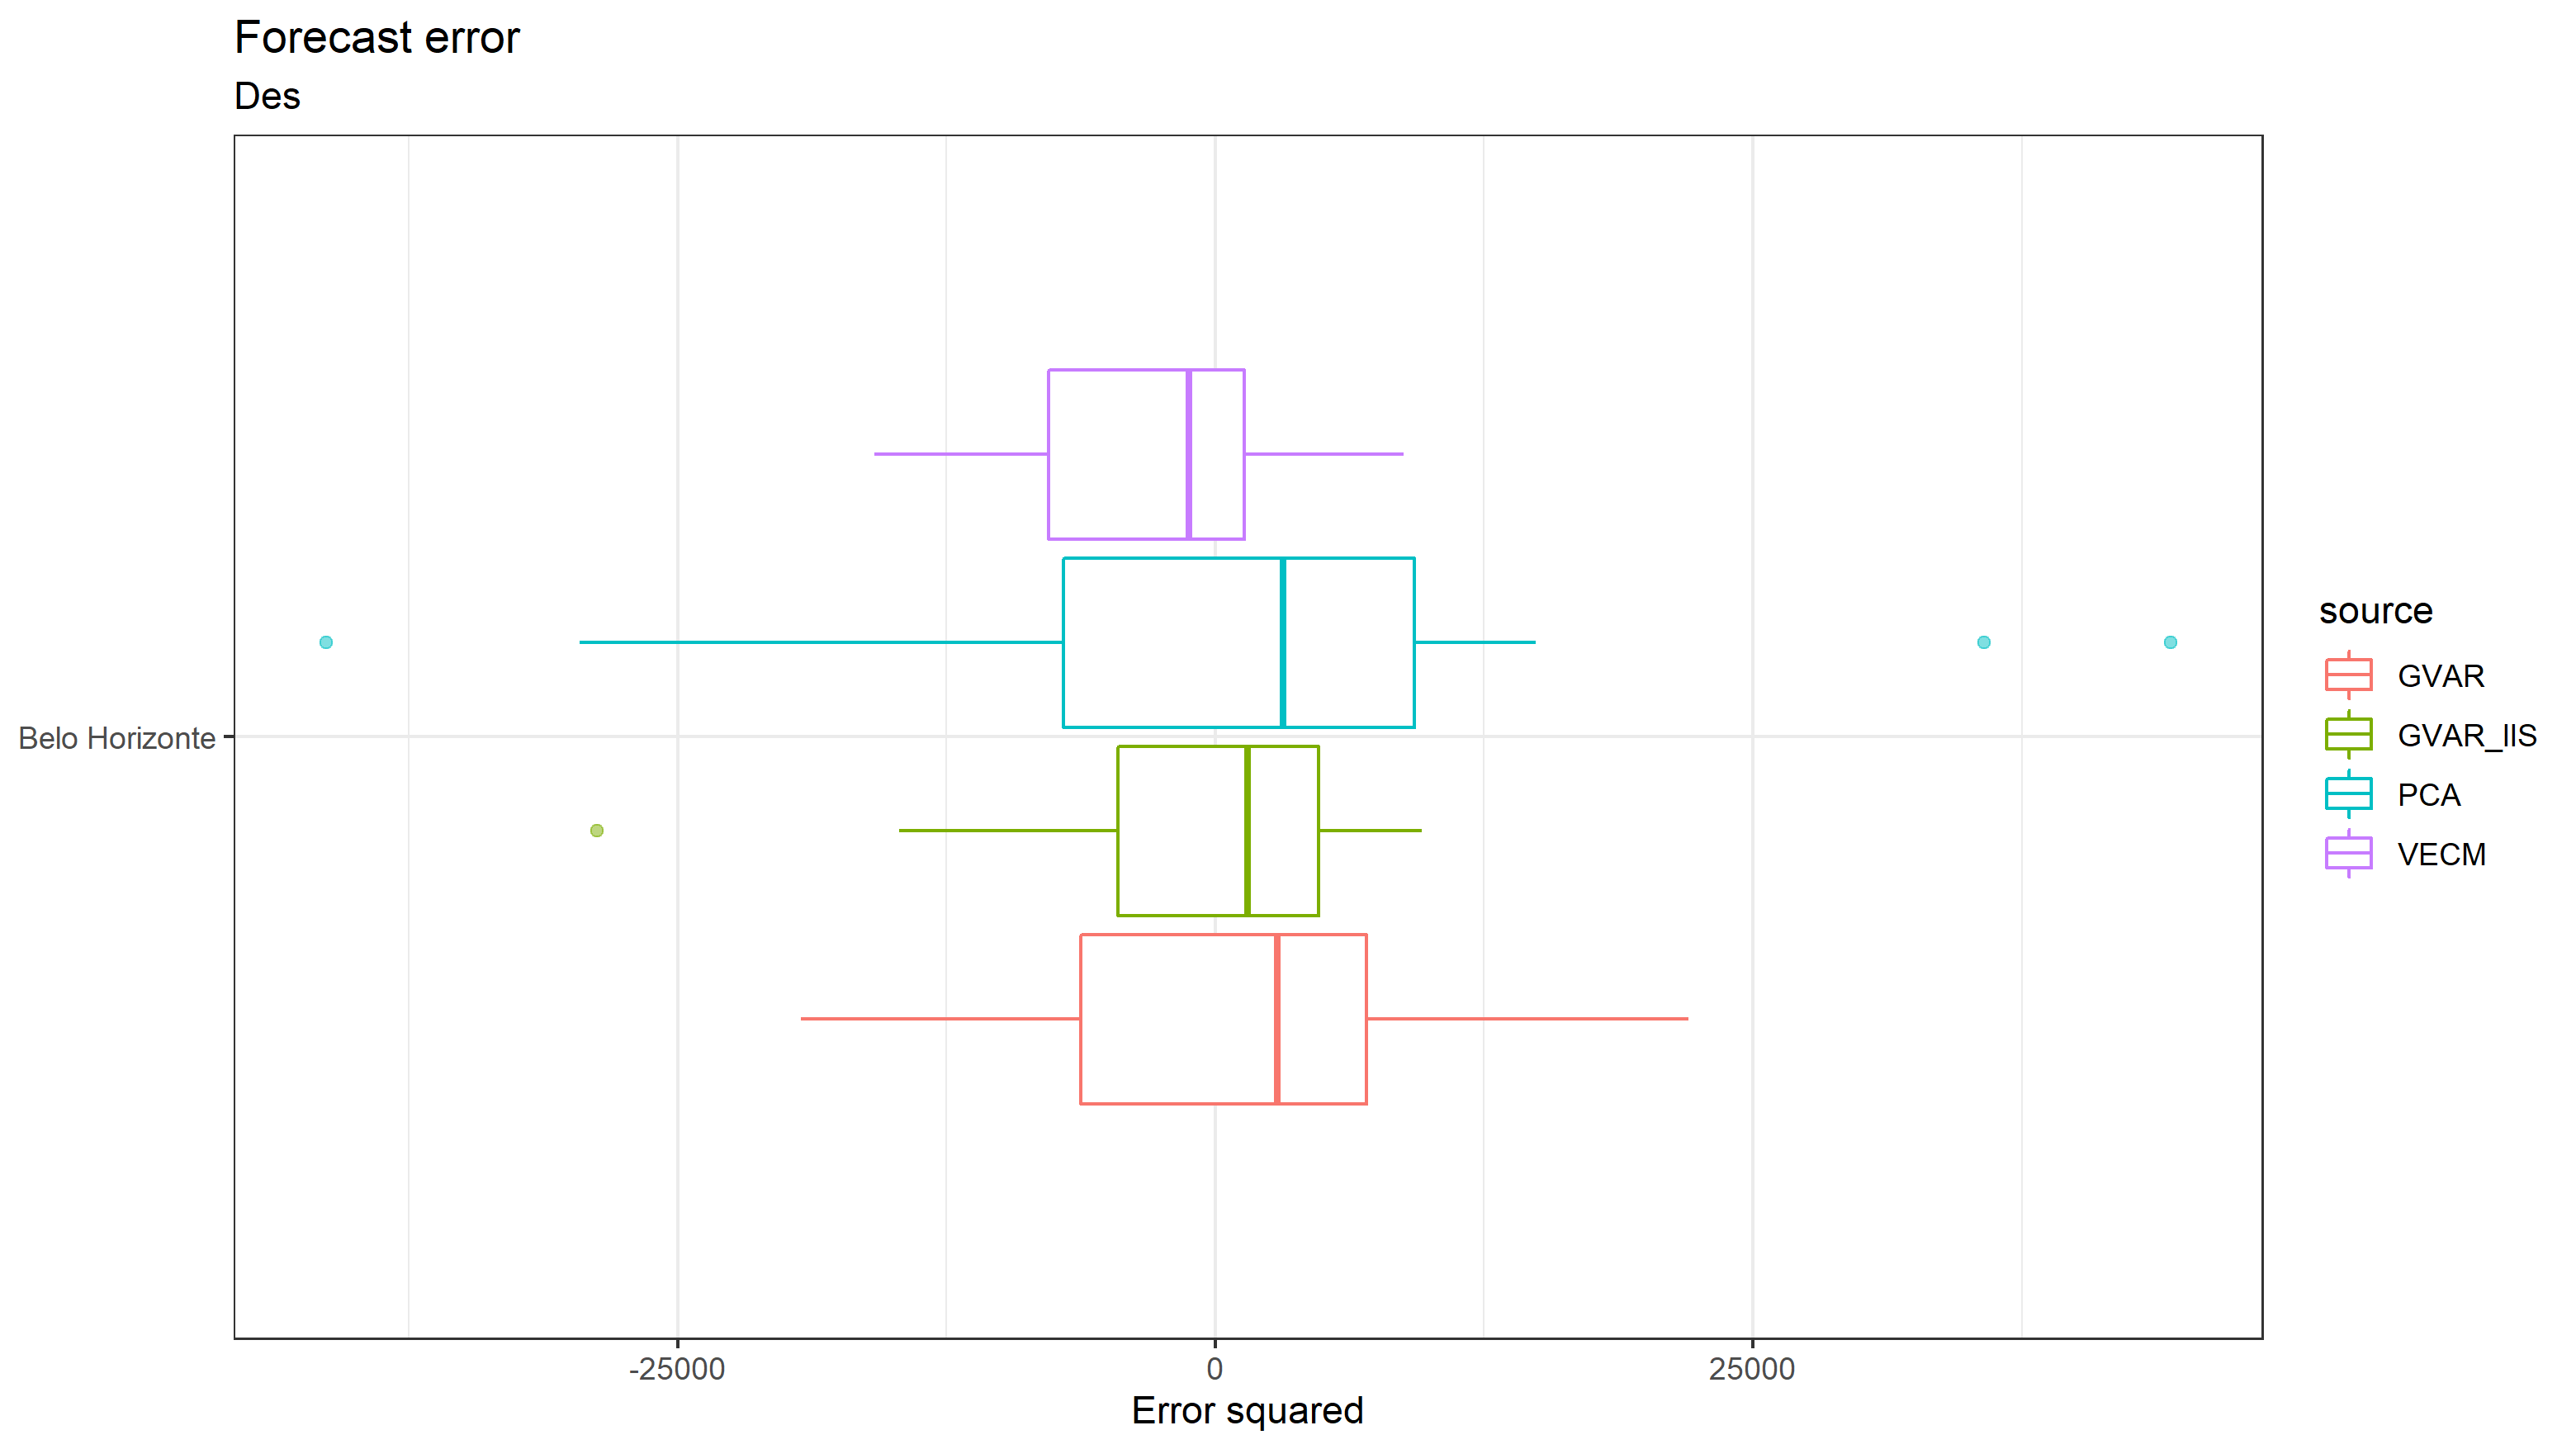 Forecast error
Des
Belo Horizonte
-25000
0
25000
Error squared
source
GVAR
GVAR_IIS
PCA
VECM